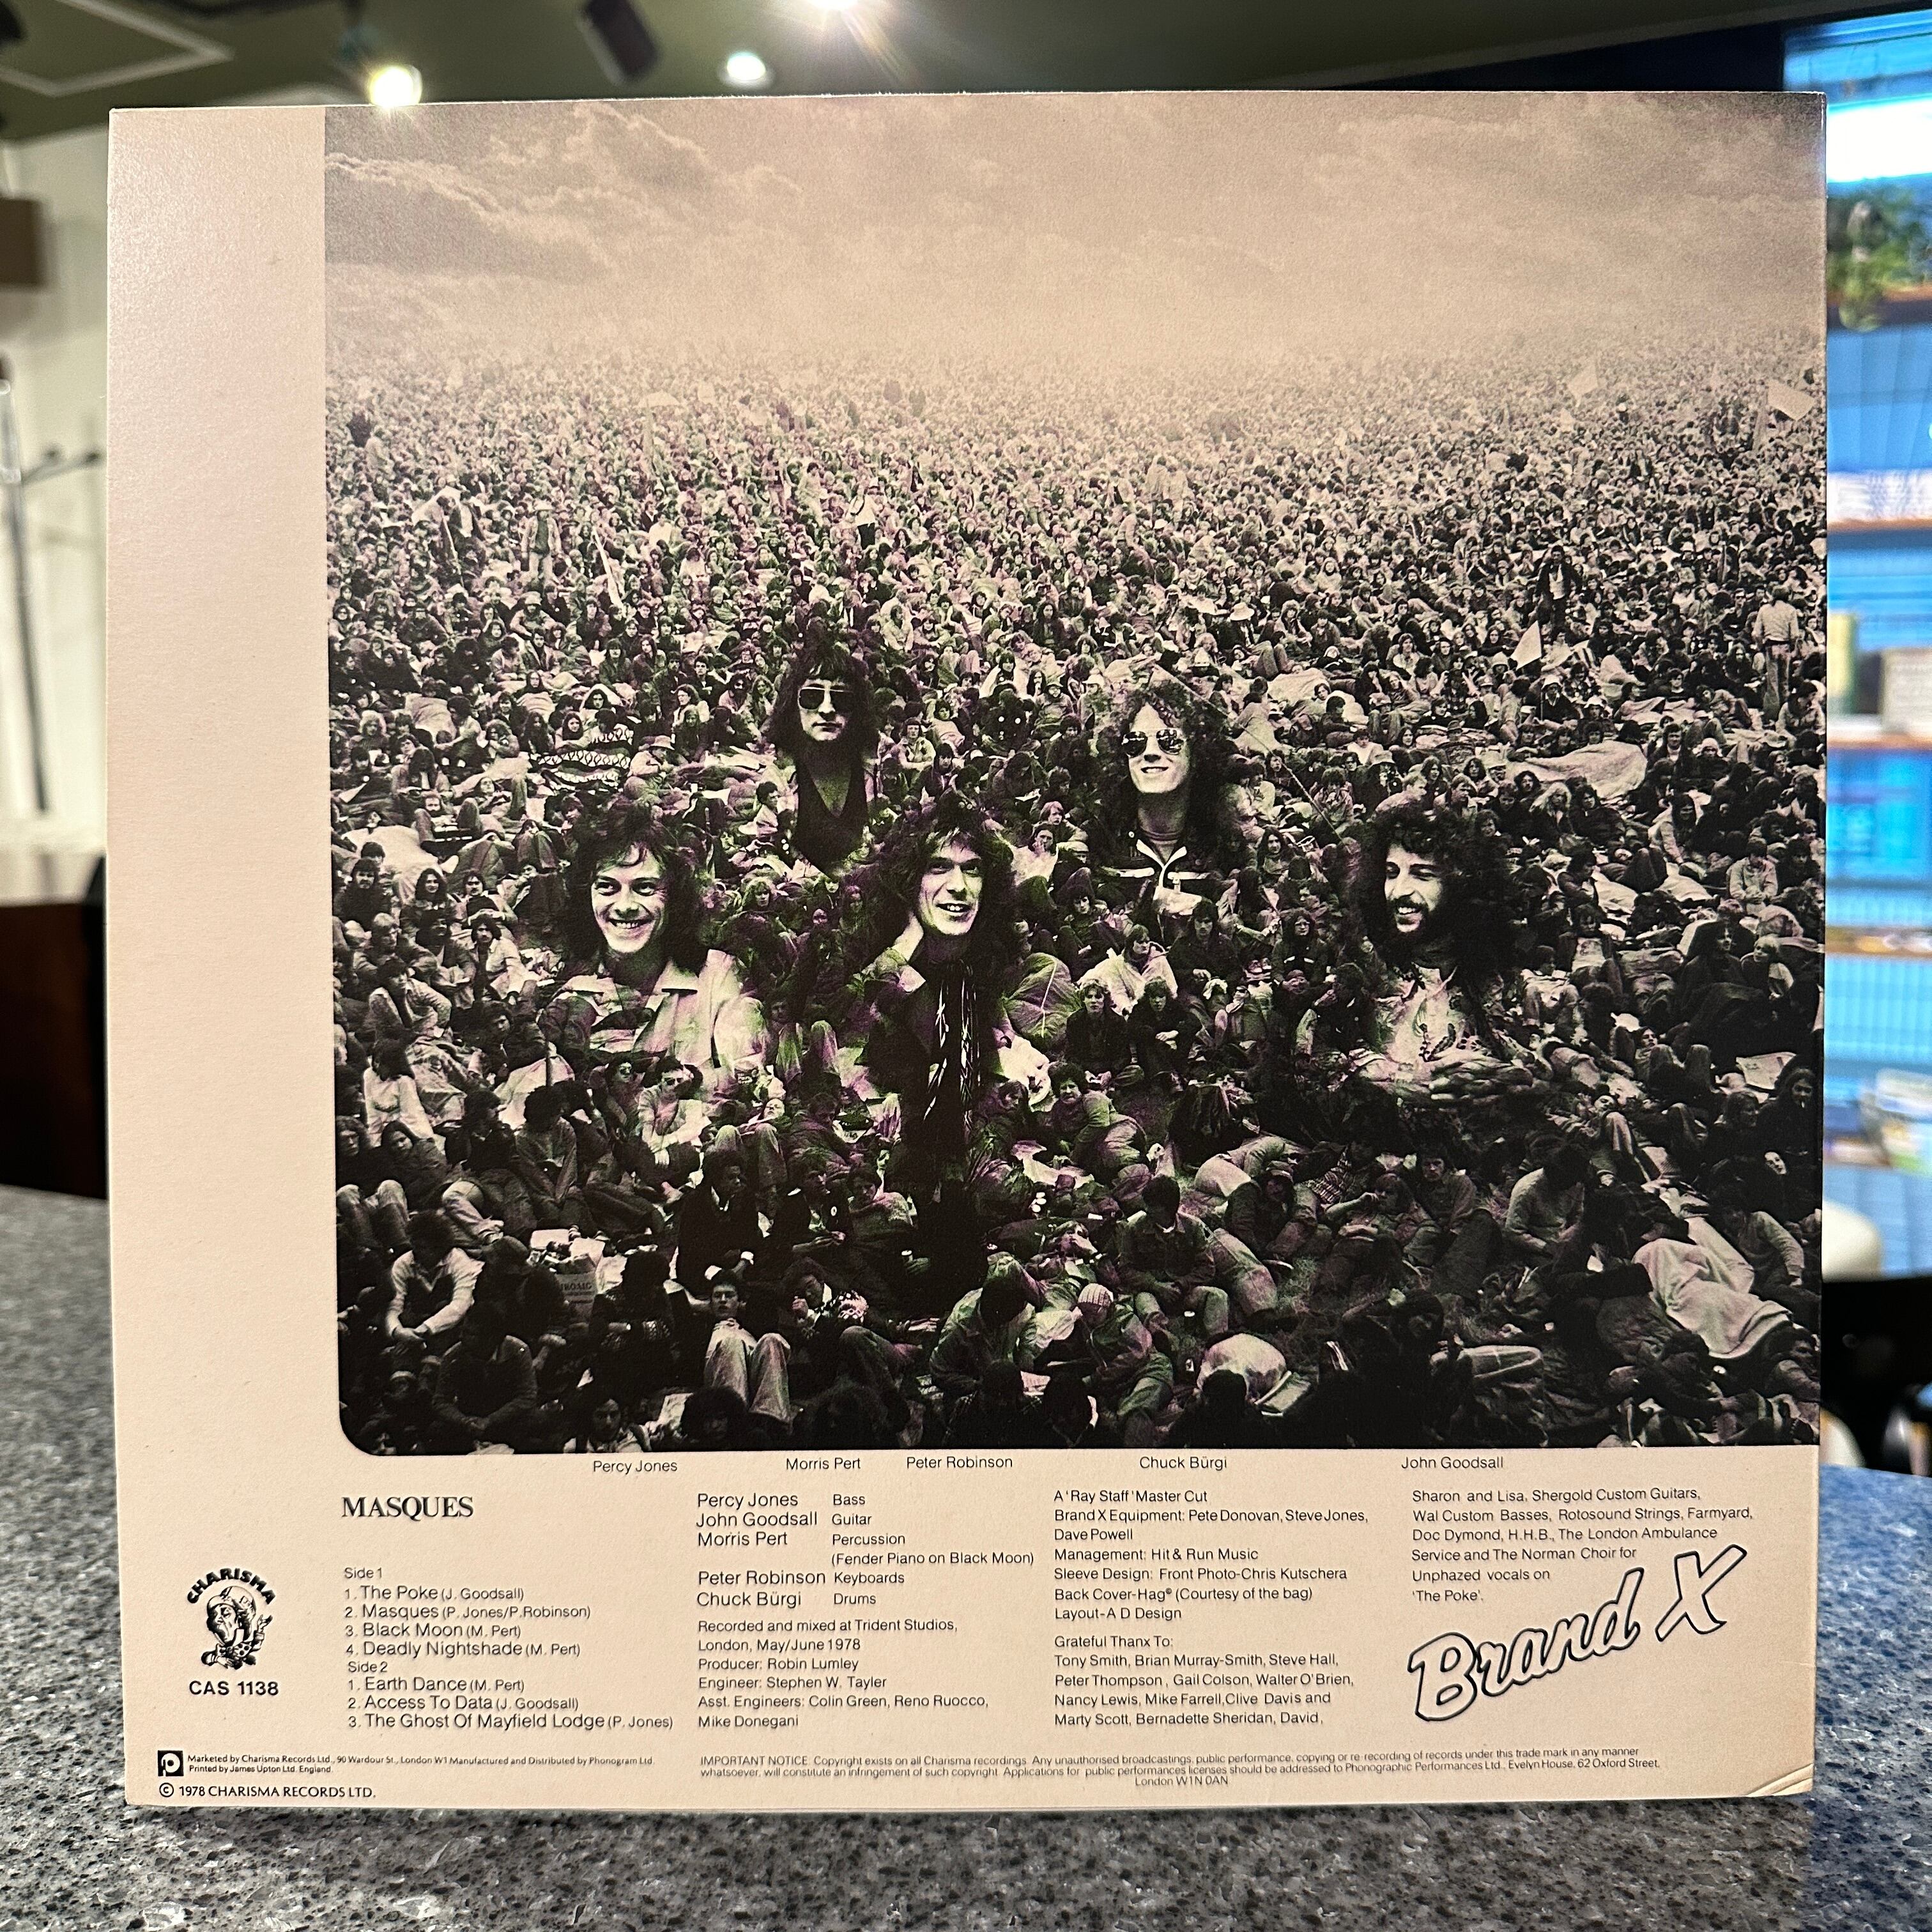 Percy Jones
Morris Pert
Peter Robinson
Chuck Bürgi
John Goodsall
MASQUES
Side 1
1. The Poke (J. Goodsall)
2. Masques (P. Jones/P.Robinson)
3. Black Moon (M. Pert)
4. Deadly Nightshade (M. Pert)
Side 2
1. Earth Dance (M. Pert)
2. Access To Data (J. Goodsall)
3. The Ghost Of Mayfield Lodge (P. Jones)
CHARISMA
CAS 1138
Percy Jones Bass
John Goodsall Guitar
Morris Pert Percussion
(Fender Piano on Black Moon)
Peter Robinson Keyboards
Chuck Bürgi Drums
Recorded and mixed at Trident Studios,
London, May/June 1978
Producer: Robin Lumley
Engineer: Stephen W. Tayler
Asst. Engineers: Colin Green, Reno Ruocco,
Mike Donegani
A 'Ray Staff' Master Cut
Brand X Equipment: Pete Donovan, Steve Jones,
Dave Powell
Management: Hit & Run Music
Sleeve Design: Front Photo-Chris Kutschera
Back Cover-Hag® (Courtesy of the bag)
Layout-A D Design
Grateful Thanx To:
Tony Smith, Brian Murray-Smith, Steve Hall,
Peter Thompson, Gail Colson, Walter O'Brien,
Nancy Lewis, Mike Farrell, Clive Davis and
Marty Scott, Bernadette Sheridan, David,
Sharon and Lisa, Shergold Custom Guitars,
Wal Custom Basses, Rotosound Strings, Farmyard,
Doc Dymond, H.H.B., The London Ambulance
Service and The Norman Choir for
Unphazed vocals on
'The Poke'.
Brand X
Marketed by Charisma Records Ltd., 90 Wardour St., London W1 Manufactured and Distributed by Phonogram Ltd.
Printed by James Upton Ltd. England.
© 1978 CHARISMA RECORDS LTD.
IMPORTANT NOTICE: Copyright exists on all Charisma recordings. Any unauthorised broadcastings, public performance, copying or re-recording of records under this trade mark in any manner
whatsoever, will constitute an infringement of such copyright. Applications for public performances licenses should be addressed to Phonographic Performances Ltd., Evelyn House, 62 Oxford Street,
London W1N 0AN